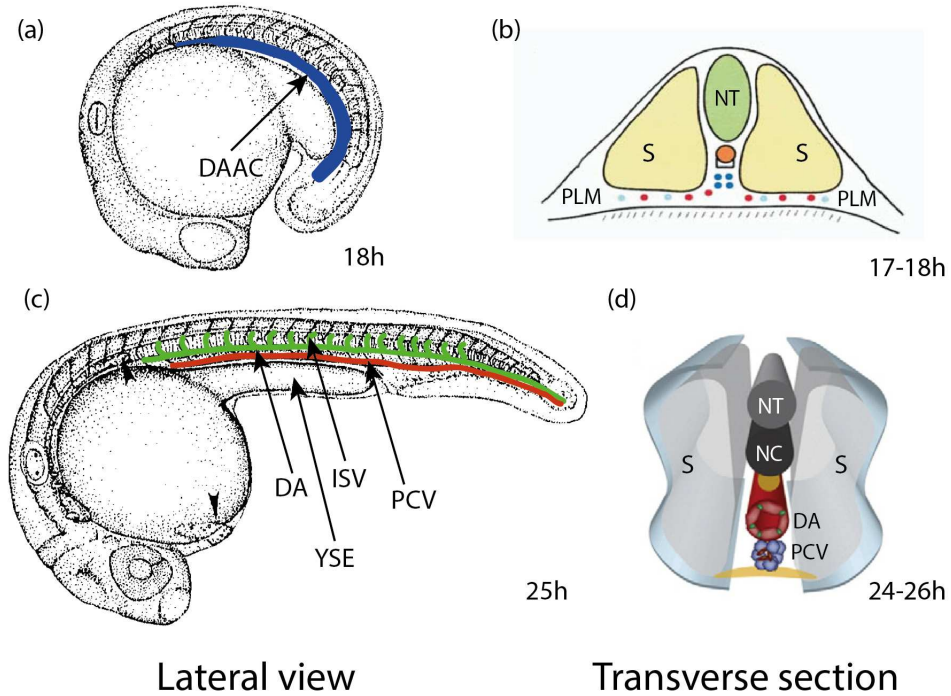 (a)
DAAC
18h
(b)
NT
S
S
PLM
PLM
17-18h
(c)
DA
ISV
PCV
YSE
25h
(d)
NT
NC
S
S
DA
PCV
24-26h
Lateral view
Transverse section